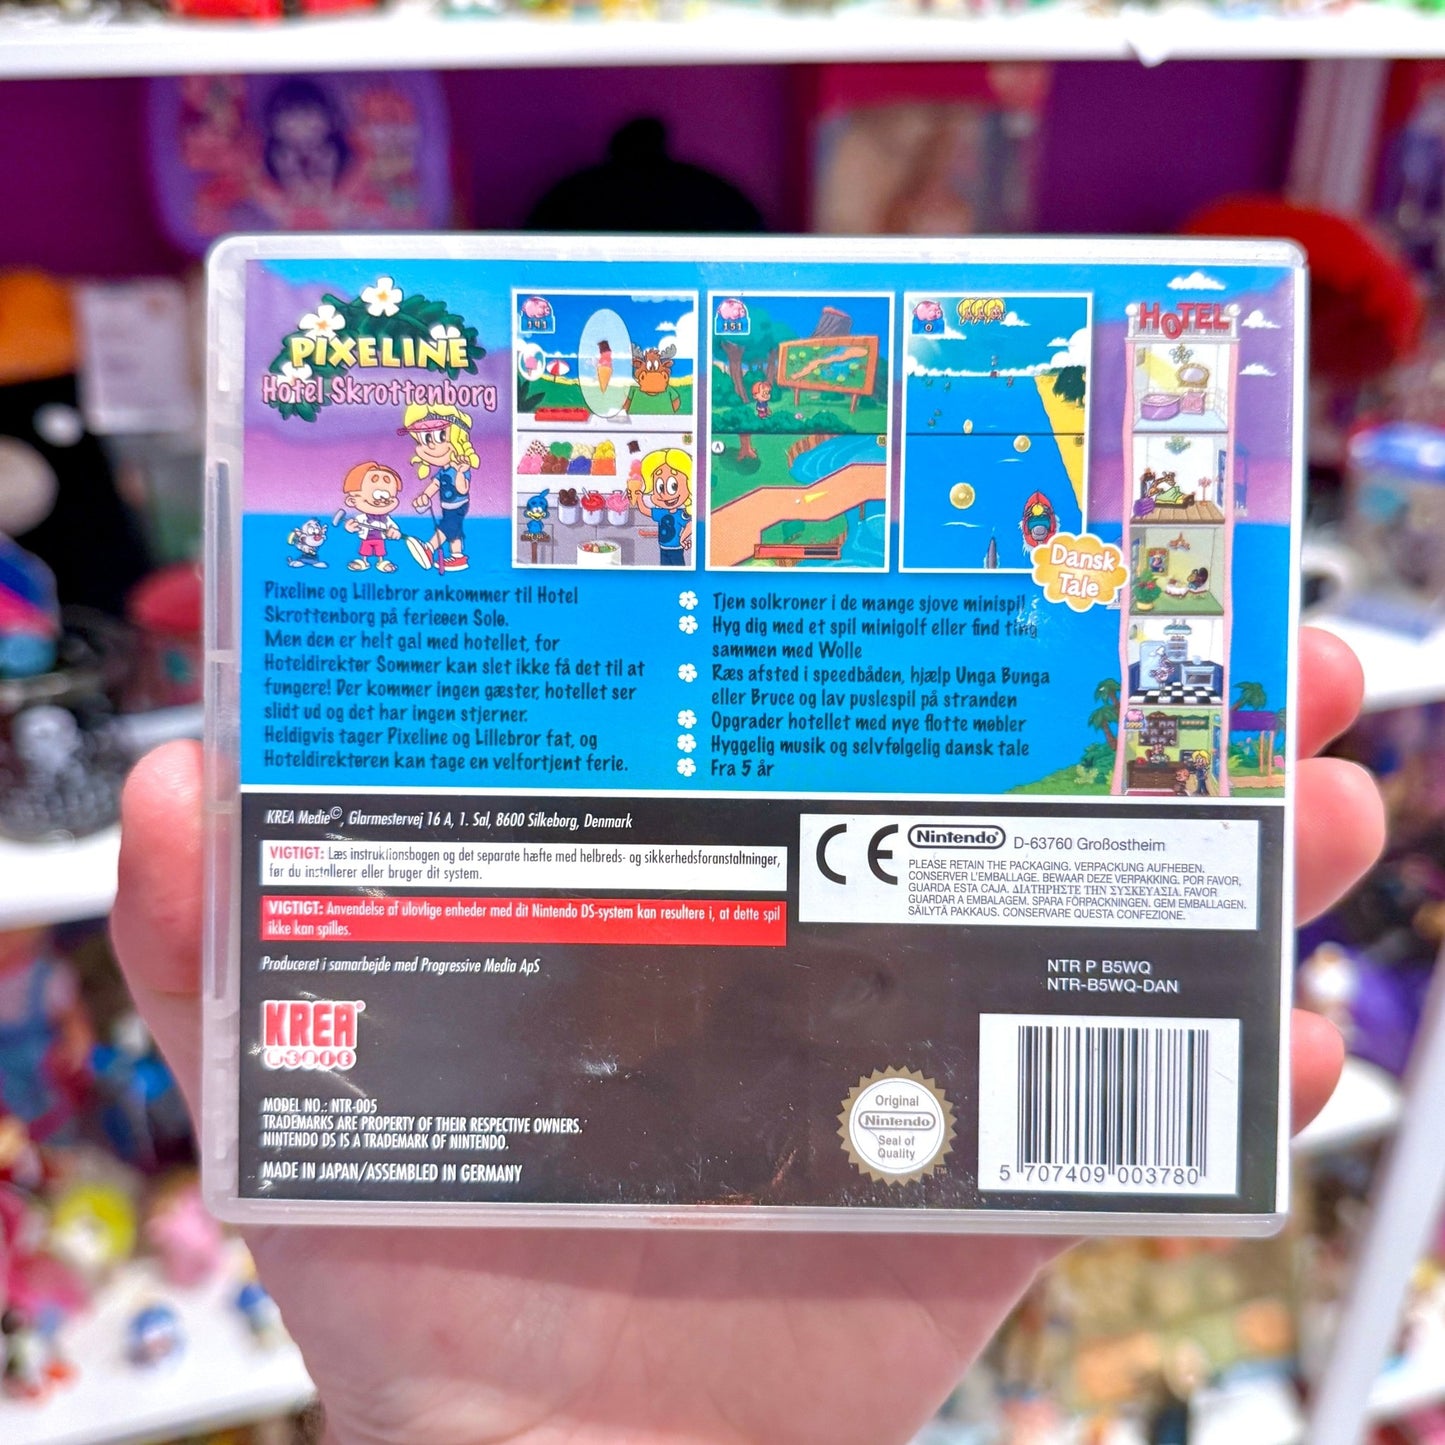 PIXELINE
Hotel Skrottenborg
141
151
0
A
HOTEL
Dansk
Tale
Pixeline og Lillebror ankommer til Hotel
Skrottenborg på ferieøen Solø.
Men den er helt gal med hotellet, for
Hoteldirektør Sommer kan slet ikke få det til at
fungere! Der kommer ingen gæster, hotellet ser
slidt ud og det har ingen stjerner.
Heldigvis tager Pixeline og Lillebror fat, og
Hoteldirektøren kan tage en velfortjent ferie.
Tjen solkroner i de mange sjove minispil
Hyg dig med et spil minigolf eller find ting
sammen med Wolle
Ræs afsted i speedbåden, hjælp Unga Bunga
eller Bruce og lav puslespil på stranden
Opgrader hotellet med nye flotte møbler
Hyggelig musik og selvfølgelig dansk tale
Fra 5 år
KREA Medie©, Glarmestervej 16 A, 1. Sal, 8600 Silkeborg, Denmark
VIGTIGT: Læs instruktionsbogen og det separate hæfte med helbreds- og sikkerhedsforanstaltninger,
før du installerer eller bruger dit system.
VIGTIGT: Anvendelse af ulovlige enheder med dit Nintendo DS-system kan resultere i, at dette spil
ikke kan spilles.
Produceret i samarbejde med Progressive Media ApS
KREA®
MEDIE
MODEL NO.: NTR-005
TRADEMARKS ARE PROPERTY OF THEIR RESPECTIVE OWNERS.
NINTENDO DS IS A TRADEMARK OF NINTENDO.
MADE IN JAPAN/ASSEMBLED IN GERMANY
CE
Nintendo® D-63760 Großostheim
PLEASE RETAIN THE PACKAGING. VERPACKUNG AUFHEBEN.
CONSERVER L'EMBALLAGE. BEWAAR DEZE VERPAKKING. POR FAVOR,
GUARDA ESTA CAJA. ΔΙΑΤΗΡΗΣΤΕ ΤΗΝ ΣΥΣΚΕΥΑΣΙΑ. FAVOR
GUARDAR A EMBALAGEM. SPARA FÖRPACKNINGEN. GEM EMBALLAGEN.
SÄILYTÄ PAKKAUS. CONSERVARE QUESTA CONFEZIONE.
NTR P B5WQ
NTR-B5WQ-DAN
Original
Nintendo
Seal of
Quality
TM
5 707409 003780